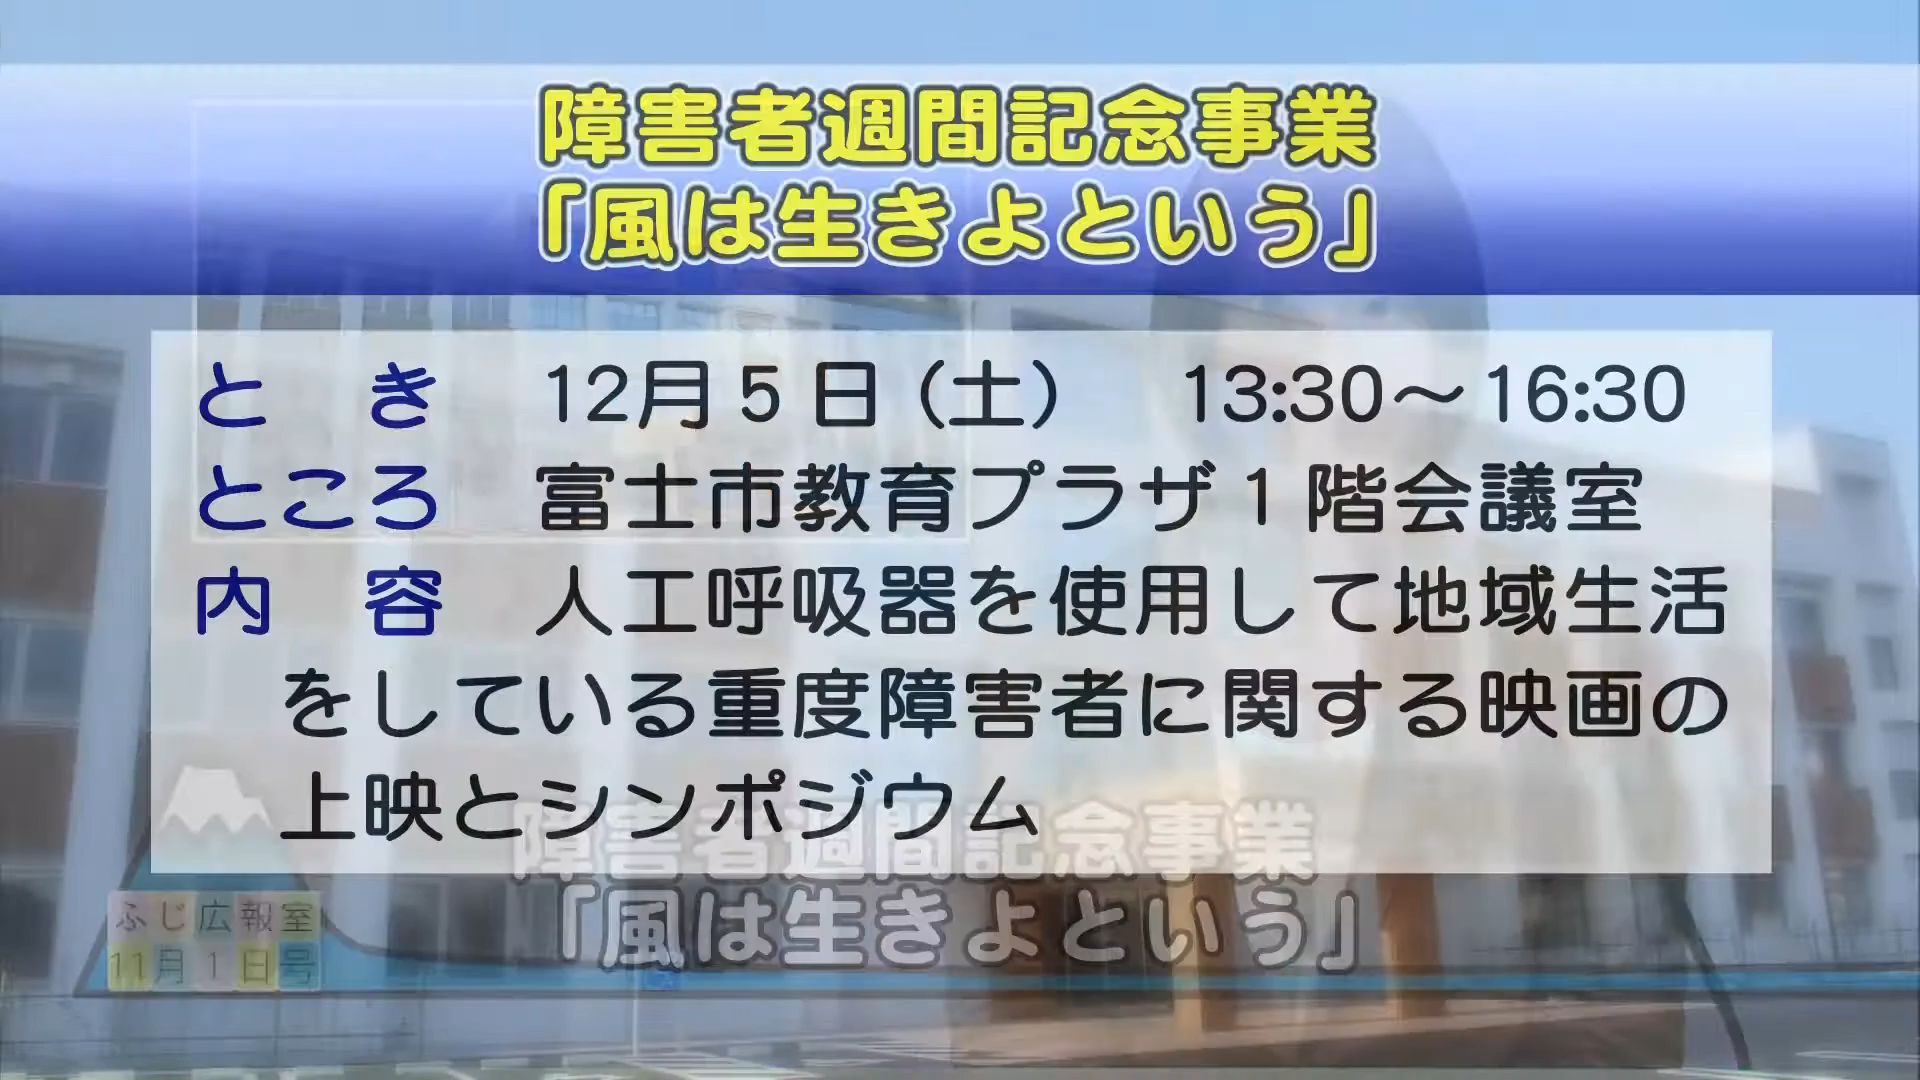 障害者週間記念事業
「風は生きよという」
とき　12月5日（土）　13:30～16:30
ところ　富士市教育プラザ1階会議室
内容　人工呼吸器を使用して地域生活
をしている重度障害者に関する映画の
上映とシンポジウム
障害者週間記念事業
「風は生きよという」
ふじ広報室
11月1日号